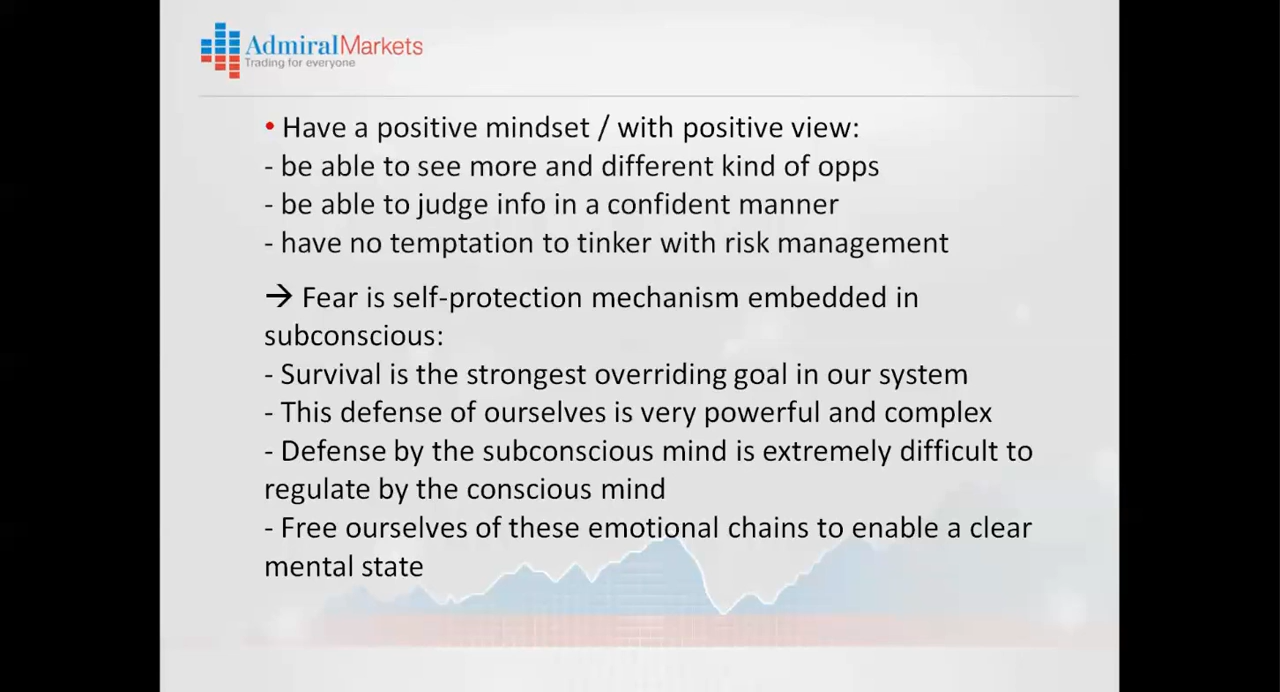 AdmiralMarkets
Trading for everyone
• Have a positive mindset / with positive view:
- be able to see more and different kind of opps
- be able to judge info in a confident manner
- have no temptation to tinker with risk management
→ Fear is self-protection mechanism embedded in
subconscious:
- Survival is the strongest overriding goal in our system
- This defense of ourselves is very powerful and complex
- Defense by the subconscious mind is extremely difficult to
regulate by the conscious mind
- Free ourselves of these emotional chains to enable a clear
mental state